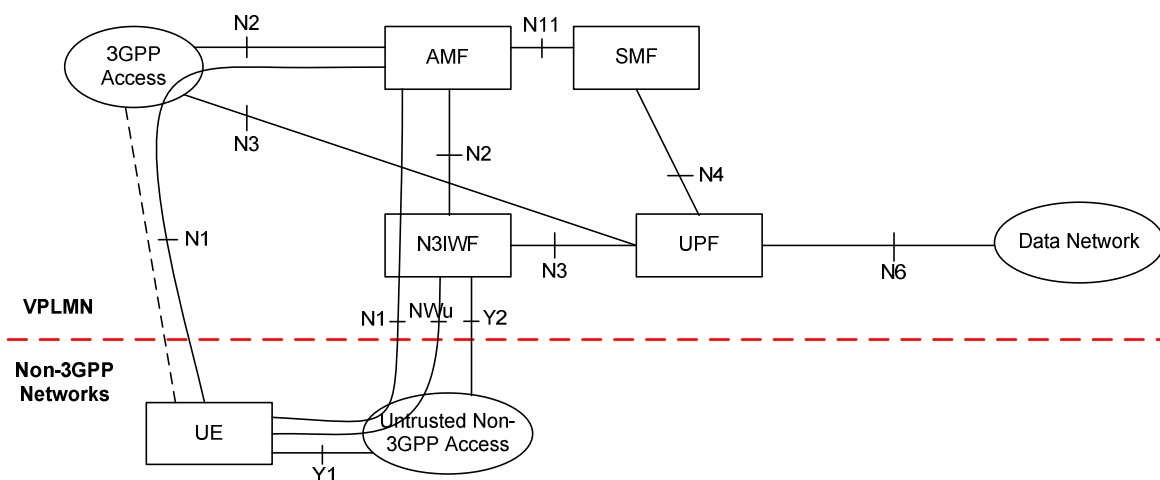 N2
N11
3GPP
Access
AMF
SMF
N3
N2
N4
N1
N3IWF
UPF
Data Network
N3
N6
VPLMN
N1
NWu
Y2
Non-3GPP
Networks
UE
Untrusted Non-
3GPP Access
Y1